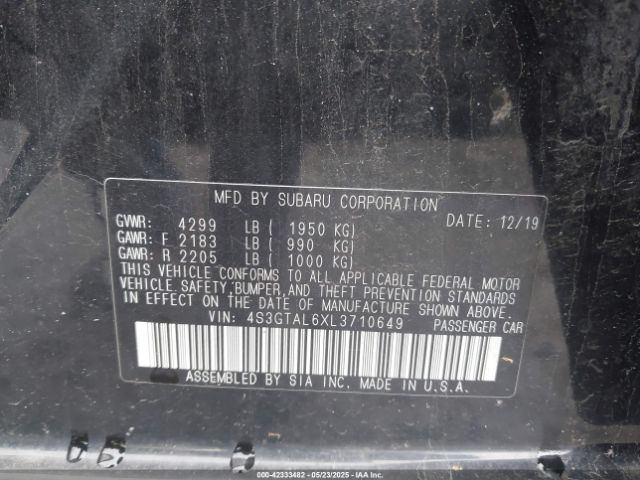 MFD BY SUBARU CORPORATION
GVWR: 4299 LB ( 1950 KG) DATE: 12/19
GAWR: F 2183 LB ( 990 KG)
GAWR: R 2205 LB ( 1000 KG)
THIS VEHICLE CONFORMS TO ALL APPLICABLE FEDERAL MOTOR
VEHICLE SAFETY, BUMPER, AND THEFT PREVENTION STANDARDS
IN EFFECT ON THE DATE OF MANUFACTURE SHOWN ABOVE.
VIN: 4S3GTAL6XL3710649 PASSENGER CAR
ASSEMBLED BY SIA INC. MADE IN U.S.A.
000-42333482 - 05/23/2025 - IAAI.COM